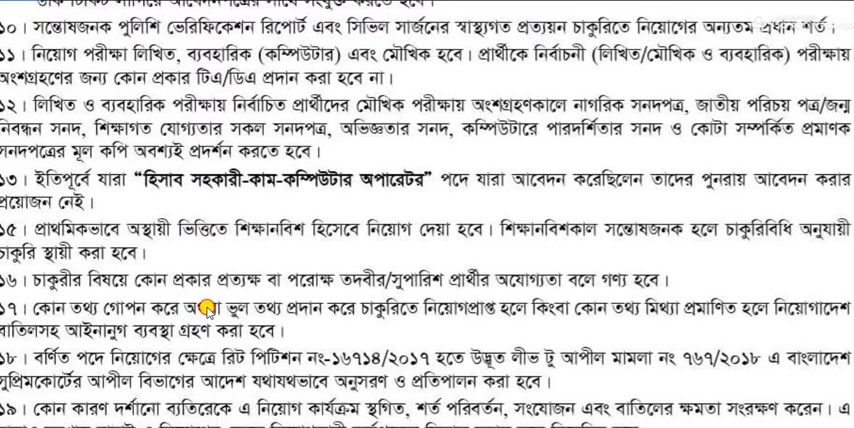 ১০। সন্তোষজনক পুলিশি ভেরিফিকেশন রিপোর্ট এবং সিভিল সার্জনের স্বাস্থ্যগত প্রত্যয়ন চাকুরিতে নিয়োগের অন্যতম প্রধান শর্ত।
১১। নিয়োগ পরীক্ষা লিখিত, ব্যবহারিক (কম্পিউটার) এবং মৌখিক হবে। প্রার্থীকে নির্বাচনী (লিখিত/মৌখিক ও ব্যবহারিক) পরীক্ষায়
অংশগ্রহণের জন্য কোন প্রকার টিএ/ডিএ প্রদান করা হবে না।
১২। লিখিত ও ব্যবহারিক পরীক্ষায় নির্বাচিত প্রার্থীদের মৌখিক পরীক্ষায় অংশগ্রহণকালে নাগরিক সনদপত্র, জাতীয় পরিচয় পত্র/জন্ম
নিবন্ধন সনদ, শিক্ষাগত যোগ্যতার সকল সনদপত্র, অভিজ্ঞতার সনদ, কম্পিউটারে পারদর্শিতার সনদ ও কোটা সম্পর্কিত প্রমাণক
সনদপত্রের মূল কপি অবশ্যই প্রদর্শন করতে হবে।
১৩। ইতিপূর্বে যারা “হিসাব সহকারী-কাম-কম্পিউটার অপারেটর” পদে যারা আবেদন করেছিলেন তাদের পুনরায় আবেদন করার
প্রয়োজন নেই।
১৫। প্রাথমিকভাবে অস্থায়ী ভিত্তিতে শিক্ষানবিশ হিসেবে নিয়োগ দেয়া হবে। শিক্ষানবিশকাল সন্তোষজনক হলে চাকুরিবিধি অনুযায়ী
চাকুরি স্থায়ী করা হবে।
১৬। চাকুরীর বিষয়ে কোন প্রকার প্রত্যক্ষ বা পরোক্ষ তদবীর/সুপারিশ প্রার্থীর অযোগ্যতা বলে গণ্য হবে।
১৭। কোন তথ্য গোপন করে ভুল তথ্য প্রদান করে চাকুরিতে নিয়োগপ্রাপ্ত হলে কিংবা কোন তথ্য মিথ্যা প্রমাণিত হলে নিয়োগাদেশ
বাতিলসহ আইনানুগ ব্যবস্থা গ্রহণ করা হবে।
১৮। বর্ণিত পদে নিয়োগের ক্ষেত্রে রিট পিটিশন নং-১৬৭১৪/২০১৭ হতে উদ্ভূত লীভ টু আপীল মামলা নং ৭৬৭/২০১৮ এ বাংলাদেশ
সুপ্রিমকোর্টের আপীল বিভাগের আদেশ যথাযথভাবে অনুসরণ ও প্রতিপালন করা হবে।
১৯। কোন কারণ দর্শানো ব্যতিরেকে এ নিয়োগ কার্যক্রম স্থগিত, শর্ত পরিবর্তন, সংযোজন এবং বাতিলের ক্ষমতা সংরক্ষণ করেন। এ